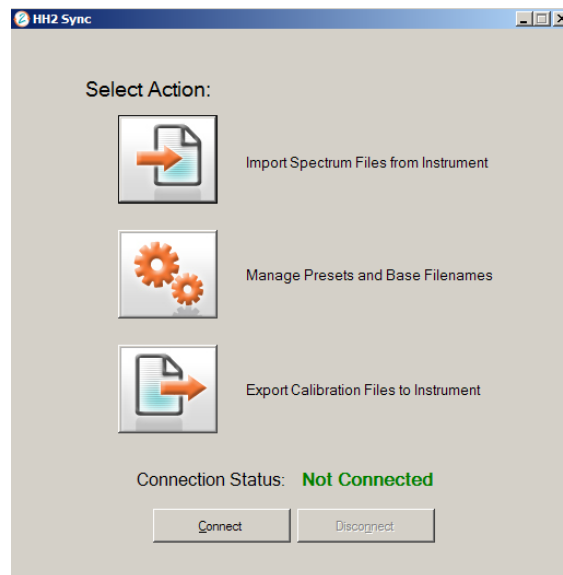 HH2 Sync
Select Action:
Import Spectrum Files from Instrument
Manage Presets and Base Filenames
Export Calibration Files to Instrument
Connection Status: Not Connected
Connect Disconnect